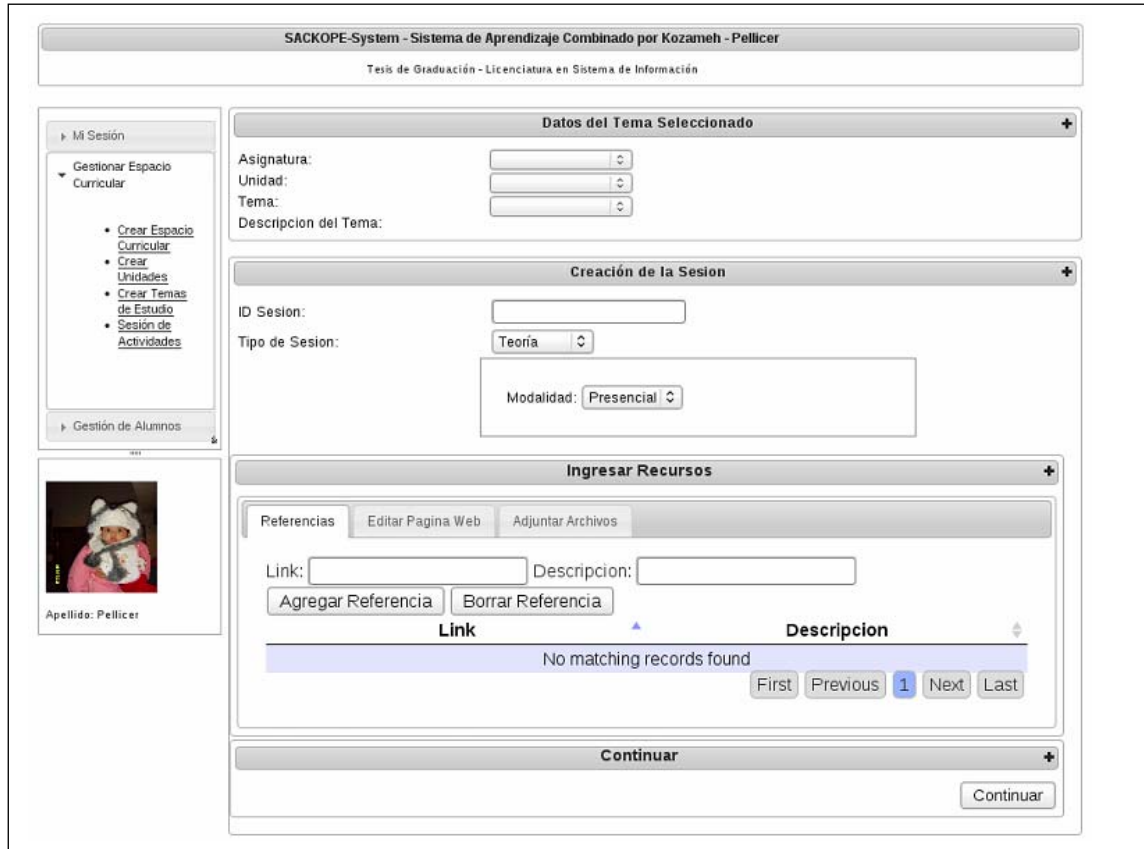 SACKOPE-System - Sistema de Aprendizaje Combinado por Kozameh - Pellicer
Tesis de Graduación - Licenciatura en Sistema de Información
Mi Sesión
Gestionar Espacio
Curricular
Crear Espacio
Curricular
Crear
Unidades
Crear Temas
de Estudio
Sesión de
Actividades
Gestión de Alumnos
Apellido: Pellicer
Datos del Tema Seleccionado
Asignatura:
Unidad:
Tema:
Descripcion del Tema:
Creación de la Sesion
ID Sesion:
Tipo de Sesion: Teoría
Modalidad: Presencial
Ingresar Recursos
Referencias Editar Pagina Web Adjuntar Archivos
Link: Descripcion:
Agregar Referencia Borrar Referencia
Link Descripcion
No matching records found
First Previous 1 Next Last
Continuar
Continuar